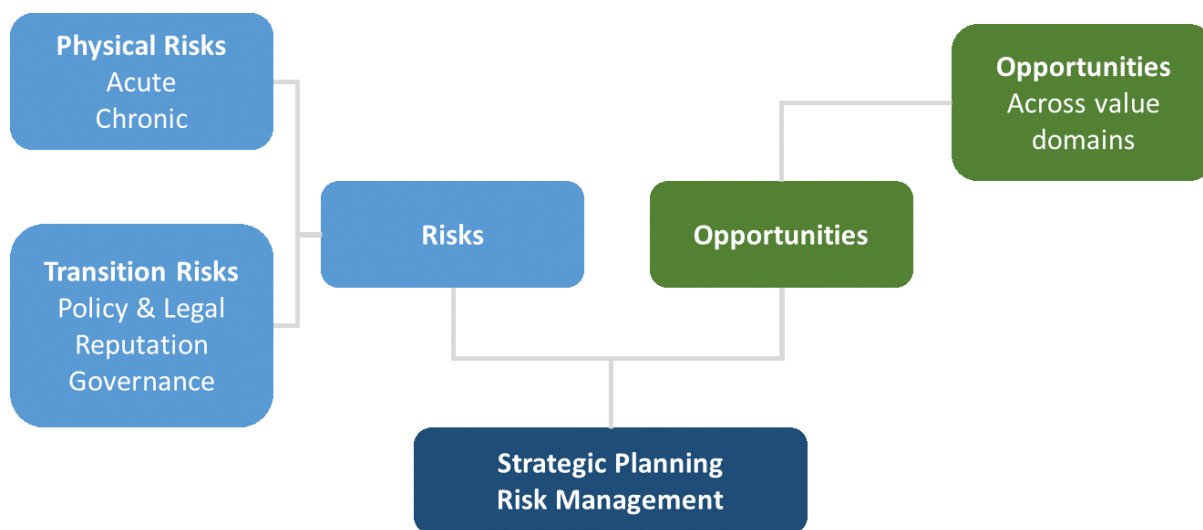 Physical Risks
Acute
Chronic
Opportunities
Across value
domains
Transition Risks
Policy & Legal
Reputation
Governance
Risks
Opportunities
Strategic Planning
Risk Management